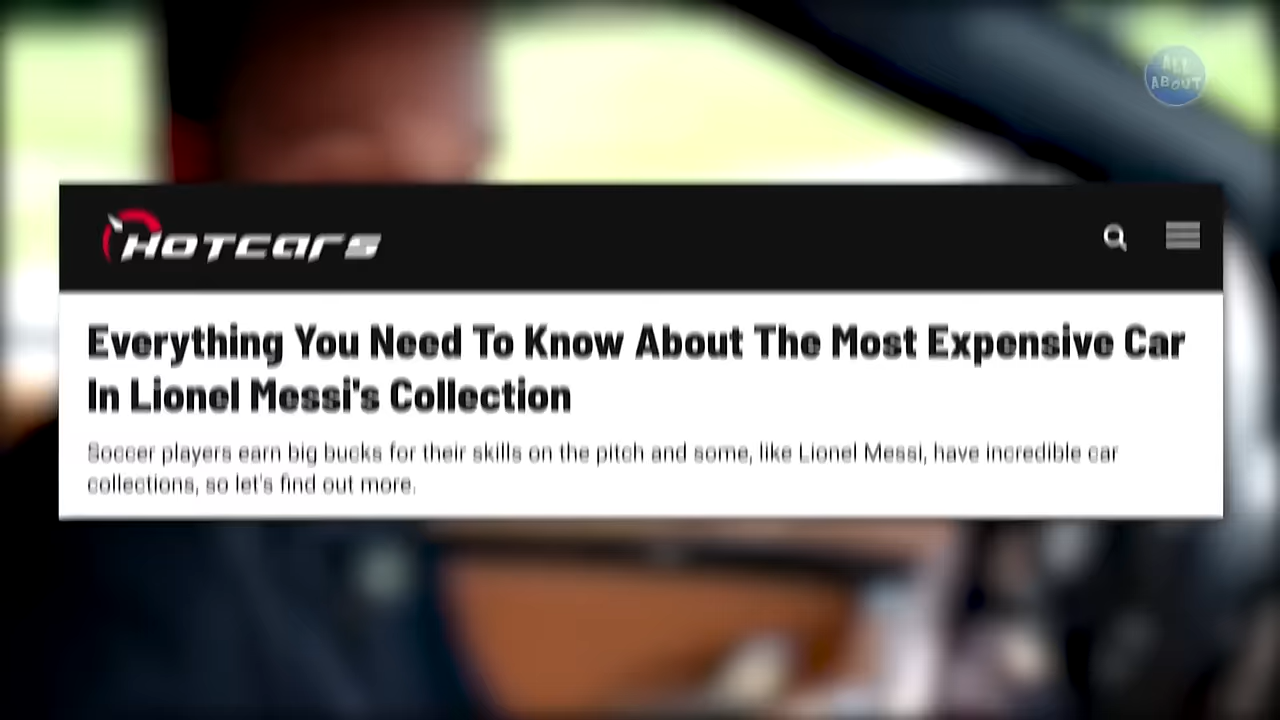 ALL
ABOUT
HOTCARS
Everything You Need To Know About The Most Expensive Car
In Lionel Messi's Collection
Soccer players earn big bucks for their skills on the pitch and some, like Lionel Messi, have incredible car
collections, so let's find out more.